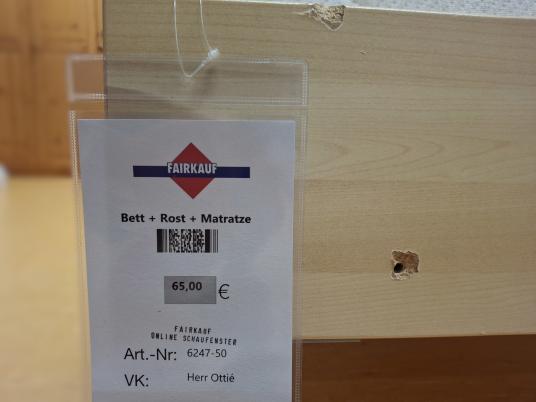 FAIRKAUF
Bett + Rost + Matratze
65,00 €
FAIRKAUF
ONLINE SCHAUFENSTER
Art.-Nr: 6247-50
VK: Herr Ottié